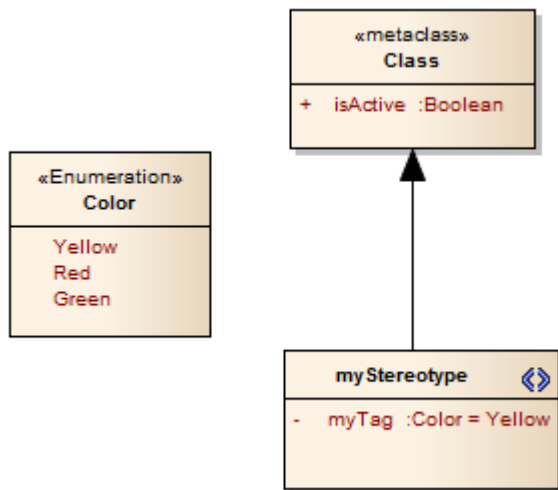 «metaclass»
Class
+ isActive :Boolean
«Enumeration»
Color
Yellow
Red
Green
myStereotype
- myTag :Color = Yellow